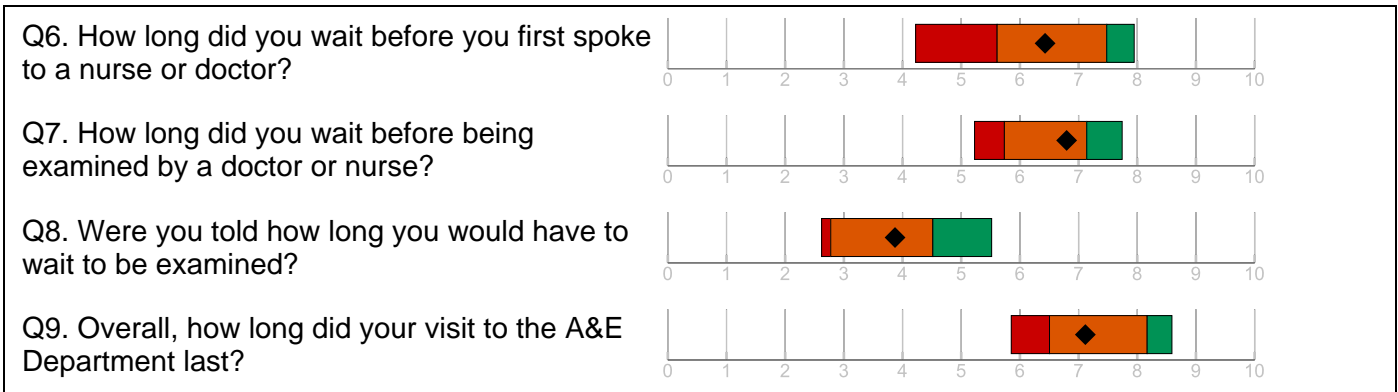 Q6. How long did you wait before you first spoke
to a nurse or doctor?
0 1 2 3 4 5 6 7 8 9 10
Q7. How long did you wait before being
examined by a doctor or nurse?
0 1 2 3 4 5 6 7 8 9 10
Q8. Were you told how long you would have to
wait to be examined?
0 1 2 3 4 5 6 7 8 9 10
Q9. Overall, how long did your visit to the A&E
Department last?
0 1 2 3 4 5 6 7 8 9 10